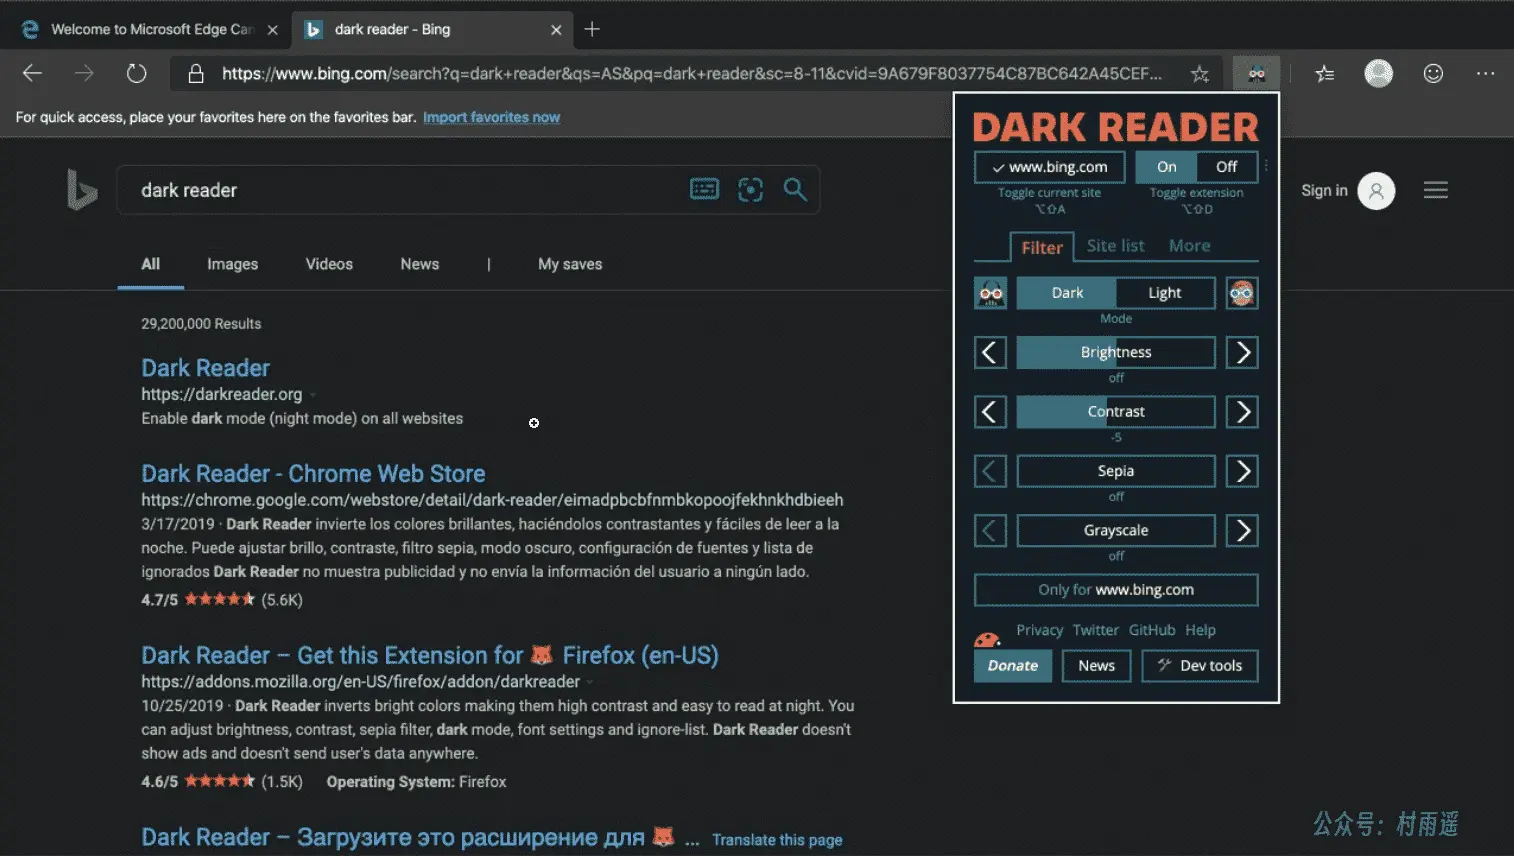 Welcome to Microsoft Edge Can
dark reader - Bing
https://www.bing.com/search?q=dark+reader&qs=AS&pq=dark+reader&sc=8-11&cvid=9A679F8037754C87BC642A45CEF...
For quick access, place your favorites here on the favorites bar. Import favorites now
dark reader
Sign in
All Images Videos News | My saves
29,200,000 Results
Dark Reader
https://darkreader.org
Enable dark mode (night mode) on all websites
Dark Reader - Chrome Web Store
https://chrome.google.com/webstore/detail/dark-reader/eimadpbcbfnmbkopoojfekhnkhdbieeh
3/17/2019 · Dark Reader invierte los colores brillantes, haciéndolos contrastantes y fáciles de leer a la
noche. Puede ajustar brillo, contraste, filtro sepia, modo oscuro, configuración de fuentes y lista de
ignorados Dark Reader no muestra publicidad y no envía la información del usuario a ningún lado.
4.7/5 (5.6K)
Dark Reader – Get this Extension for 🦊 Firefox (en-US)
https://addons.mozilla.org/en-US/firefox/addon/darkreader
10/25/2019 · Dark Reader inverts bright colors making them high contrast and easy to read at night. You
can adjust brightness, contrast, sepia filter, dark mode, font settings and ignore-list. Dark Reader doesn't
show ads and doesn't send user's data anywhere.
4.6/5 (1.5K) Operating System: Firefox
Dark Reader – Загрузите это расширение для 🦊 ... Translate this page
DARK READER
www.bing.com On Off
Toggle current site Toggle extension
⌥⇧A ⌥⇧D
Filter Site list More
Dark Light
Mode
Brightness
off
Contrast
-5
Sepia
off
Grayscale
off
Only for www.bing.com
Privacy Twitter GitHub Help
Donate News Dev tools
公众号：村雨遥